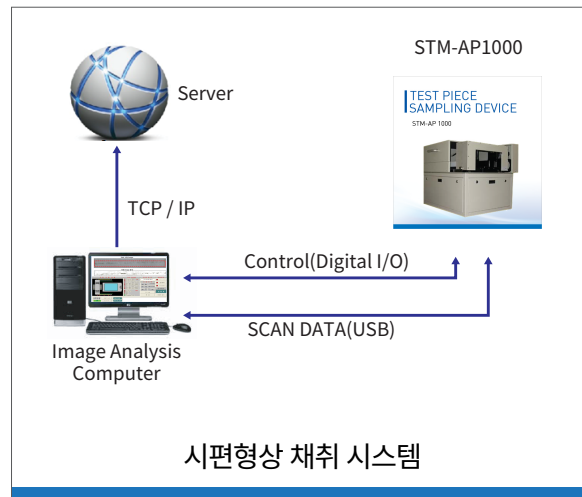 STM-AP1000
Server
TEST PIECE
SAMPLING DEVICE
STM-AP 1000
TCP / IP
Control(Digital I/O)
SCAN DATA(USB)
Image Analysis
Computer
시편형상 채취 시스템